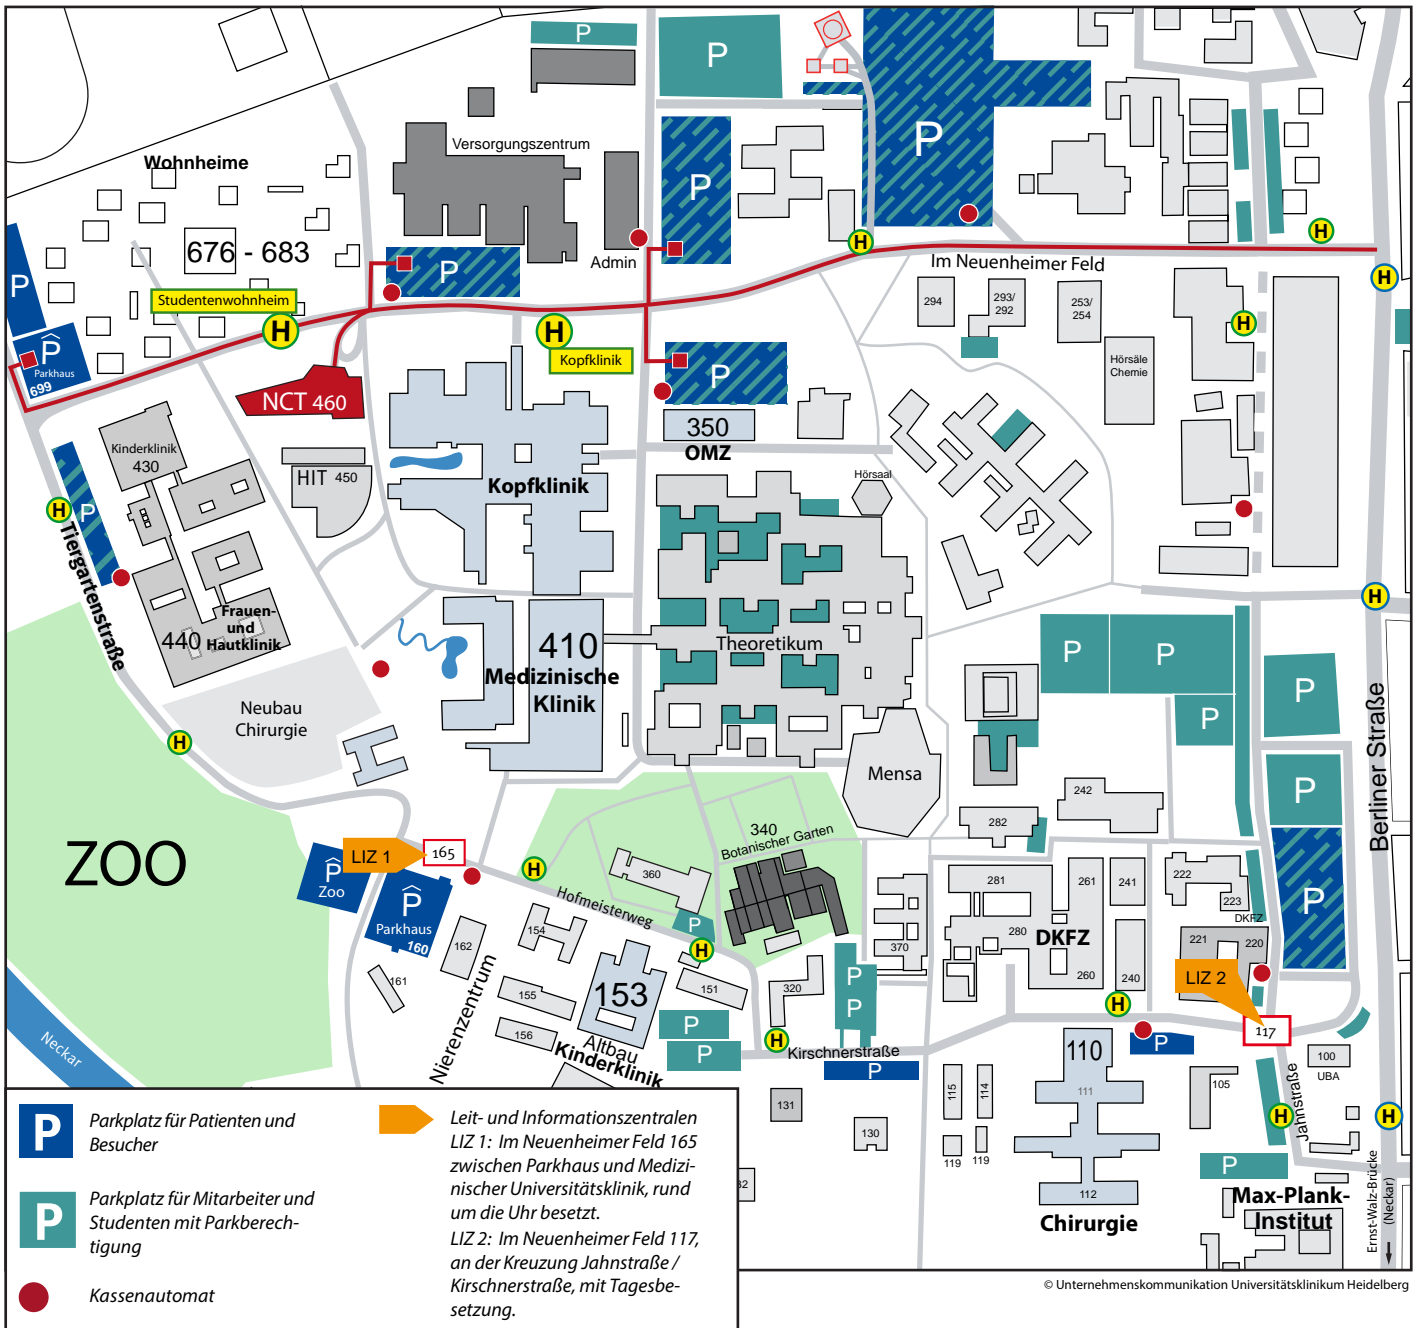 P
P
P
Versorgungszentrum
Wohnheime
P
H
676 - 683
Admin
H
Im Neuenheimer Feld
H
P
P
Studentenwohnheim
H
H
Kopfklinik
294
293/
292
253/
254
H
P
Parkhaus
699
P
Hörsäle
Chemie
NCT 460
350
OMZ
Kinderklinik
430
HIT 450
Kopfklinik
Hörsaal
H
P
Tiergartenstraße
H
Frauen-
und
Hautklinik
440
410
Medizinische
Klinik
Theoretikum
P
P
P
P
Neubau
Chirurgie
H
Berliner Straße
Mensa
P
242
282
340
Botanischer Garten
ZOO
LIZ 1
165
P
Zoo
P
Parkhaus
160
H
360
Hofmeisterweg
P
H
281
261
241
222
223
DKFZ
P
280
DKFZ
260
240
221
220
LIZ 2
117
370
154
162
161
Nierenzentrum
155
156
153
Altbau
Kinderklinik
151
320
P
P
P
P
H
Kirschnerstraße
P
H
P
110
111
112
Chirurgie
100
UBA
105
Jahnstraße
H
H
115
114
119
119
131
130
32
P
Max-Plank-
Institut
Ernst-Walz-Brücke
(Neckar)
Neckar
P
Parkplatz für Patienten und
Besucher
P
Parkplatz für Mitarbeiter und
Studenten mit Parkberech-
tigung
Kassenautomat
Leit- und Informationszentralen
LIZ 1: Im Neuenheimer Feld 165
zwischen Parkhaus und Medizi-
nischer Universitätsklinik, rund
um die Uhr besetzt.
LIZ 2: Im Neuenheimer Feld 117,
an der Kreuzung Jahnstraße /
Kirschnerstraße, mit Tagesbe-
setzung.
© Unternehmenskommunikation Universitätsklinikum Heidelberg